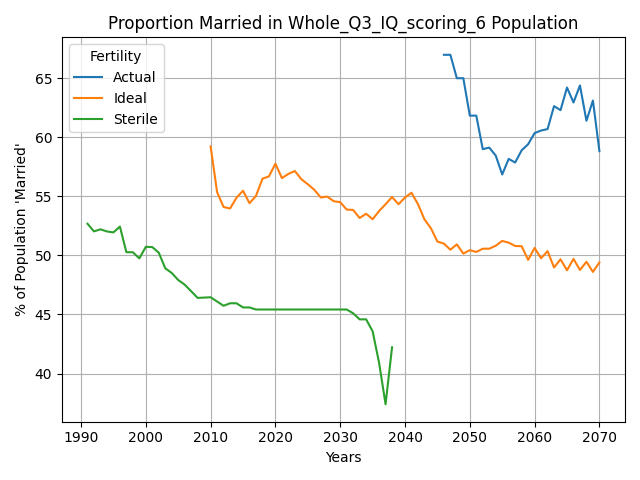 Proportion Married in Whole_Q3_IQ_scoring_6 Population
Fertility
Actual
Ideal
Sterile
% of Population 'Married'
65
60
55
50
45
40
1990 2000 2010 2020 2030 2040 2050 2060 2070
Years